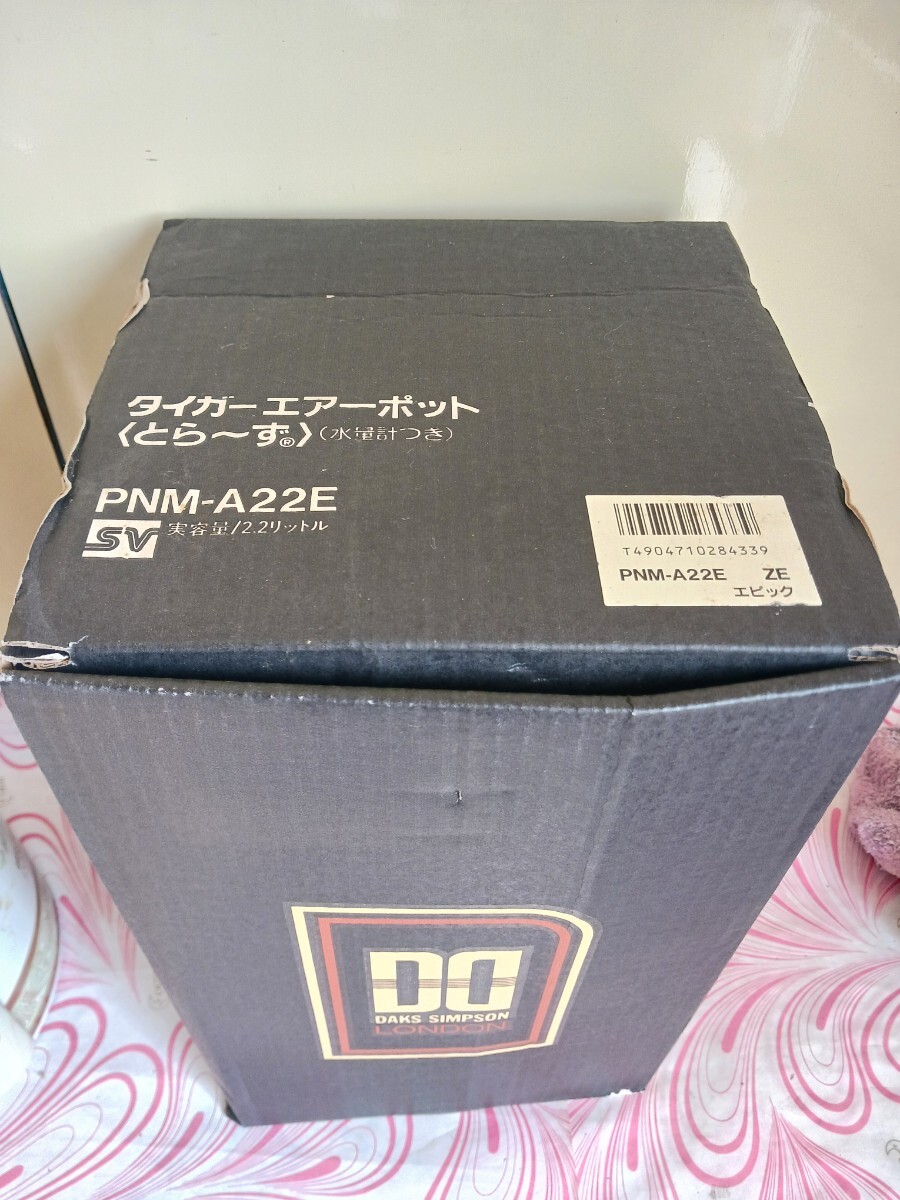 タイガーエアーポット
〈とら〜ず®〉(水量計つき)
PNM-A22E
SV 実容量/2.2リットル
T4904710284339
PNM-A22E ZE
エピック
DD
DAKS SIMPSON
LONDON